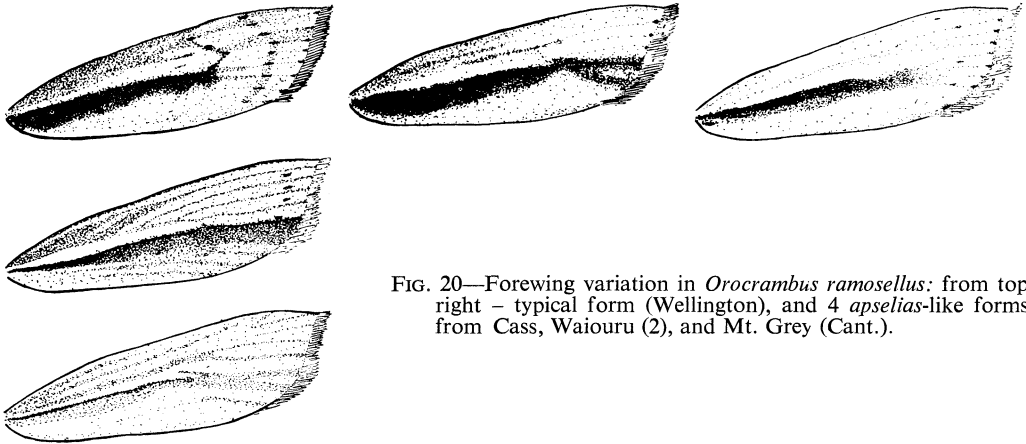 FIG. 20—Forewing variation in Orocrambus ramosellus: from top
right – typical form (Wellington), and 4 apselias-like forms
from Cass, Waiouru (2), and Mt. Grey (Cant.).